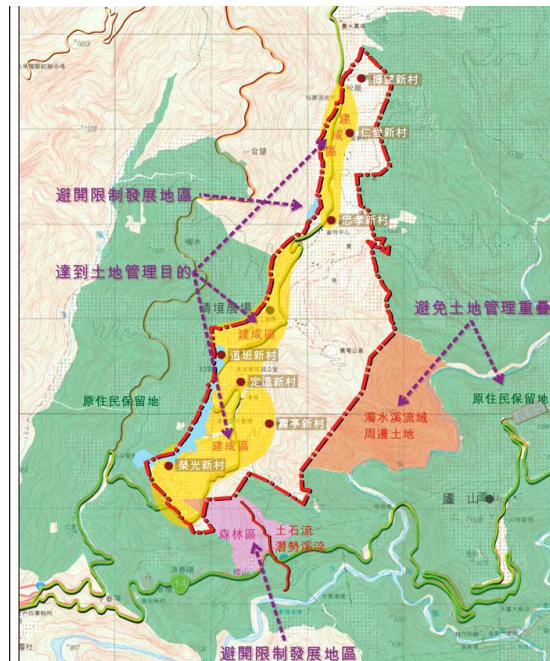 博望新村
建成區
仁愛新村
避開限制發展地區
忠孝新村
達到土地管理目的
清境農場
避免土地管理重疊
建成區
道班新村
定遠新村
原住民保留地
原住民保留地
濁水溪流域
周邊土地
壽亭新村
建成區
榮光新村
廬山
森林區
土石流
潛勢溪流
避開限制發展地區